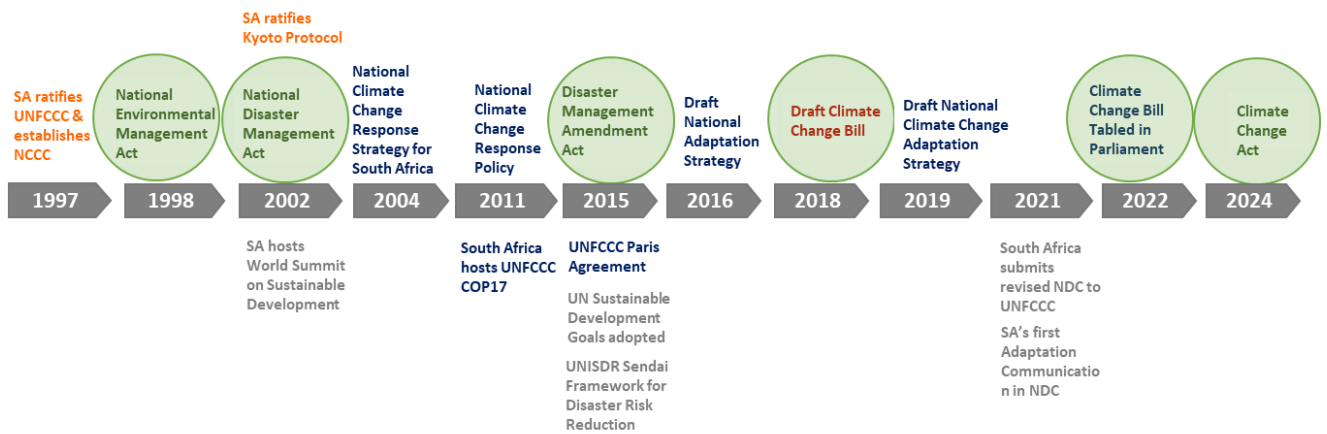 SA ratifies
UNFCCC &
establishes
NCCC
National
Environmental
Management
Act
SA ratifies
Kyoto Protocol
National
Disaster
Management
Act
National
Climate
Change
Response
Strategy for
South Africa
National
Climate
Change
Response
Policy
Disaster
Management
Amendment
Act
Draft
National
Adaptation
Strategy
Draft Climate
Change Bill
Draft National
Climate Change
Adaptation
Strategy
Climate
Change Bill
Tabled in
Parliament
Climate
Change
Act
1997
1998
2002
2004
2011
2015
2016
2018
2019
2021
2022
2024
SA hosts
World Summit
on Sustainable
Development
South Africa
hosts UNFCCC
COP17
UNFCCC Paris
Agreement
UN Sustainable
Development
Goals adopted
UNISDR Sendai
Framework for
Disaster Risk
Reduction
South Africa
submits
revised NDC to
UNFCCC
SA's first
Adaptation
Communicatio
n in NDC